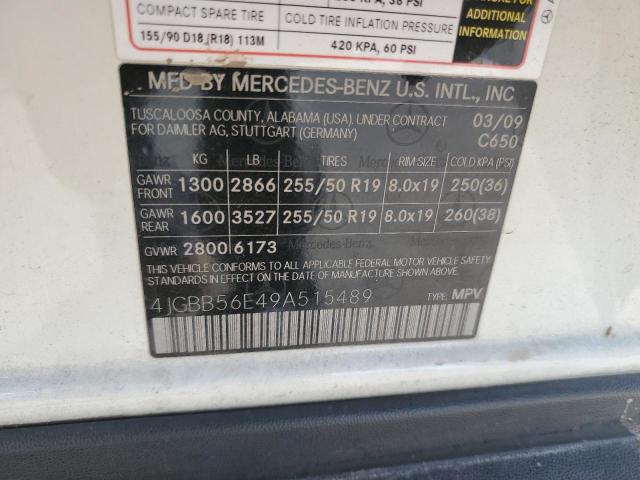 COMPACT SPARE TIRE
155/90 D18 (R18) 113M
COLD TIRE INFLATION PRESSURE
420 KPA, 60 PSI
ADDITIONAL
INFORMATION
MFD BY MERCEDES-BENZ U.S. INTL., INC
TUSCALOOSA COUNTY, ALABAMA (USA). UNDER CONTRACT 03/09
FOR DAIMLER AG, STUTTGART (GERMANY) C650
KG LB TIRES RIM SIZE COLD KPA (PSI)
GAWR FRONT 1300 2866 255/50 R19 8.0x19 250(36)
GAWR REAR 1600 3527 255/50 R19 8.0x19 260(38)
GVWR 2800 6173 Mercedes-Benz
THIS VEHICLE CONFORMS TO ALL APPLICABLE FEDERAL MOTOR VEHICLE SAFETY
STANDARDS IN EFFECT ON THE DATE OF MANUFACTURE SHOWN ABOVE.
4JGBB56E49A515489 TYPE: MPV